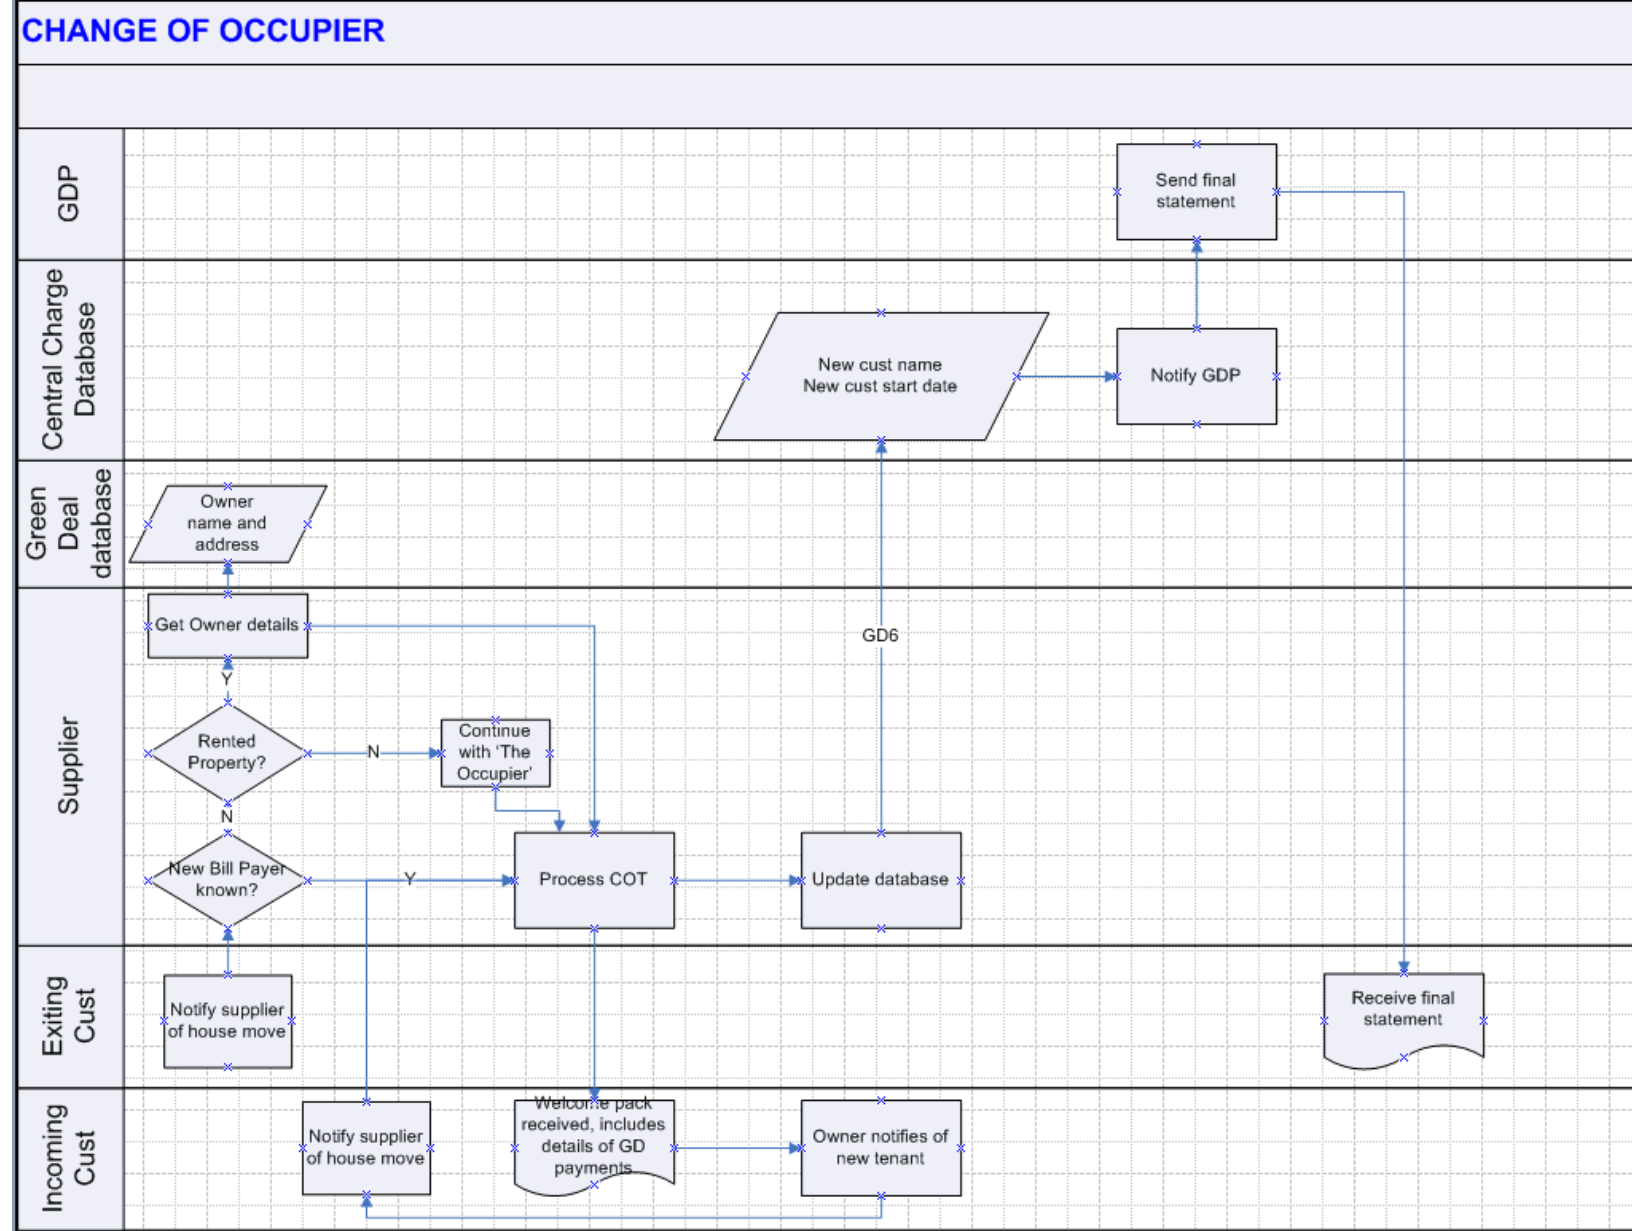 CHANGE OF OCCUPIER
GDP
Send final
statement
Central Charge
Database
New cust name
New cust start date
Notify GDP
Green
Deal
database
Owner
name and
address
Supplier
Get Owner details
GD6
Y
Rented
Property?
N
Continue
with ‘The
Occupier’
N
New Bill Payer
known?
Y
Process COT
Update database
Exiting
Cust
Notify supplier
of house move
Receive final
statement
Incoming
Cust
Notify supplier
of house move
Welcome pack
received, includes
details of GD
payments
Owner notifies of
new tenant